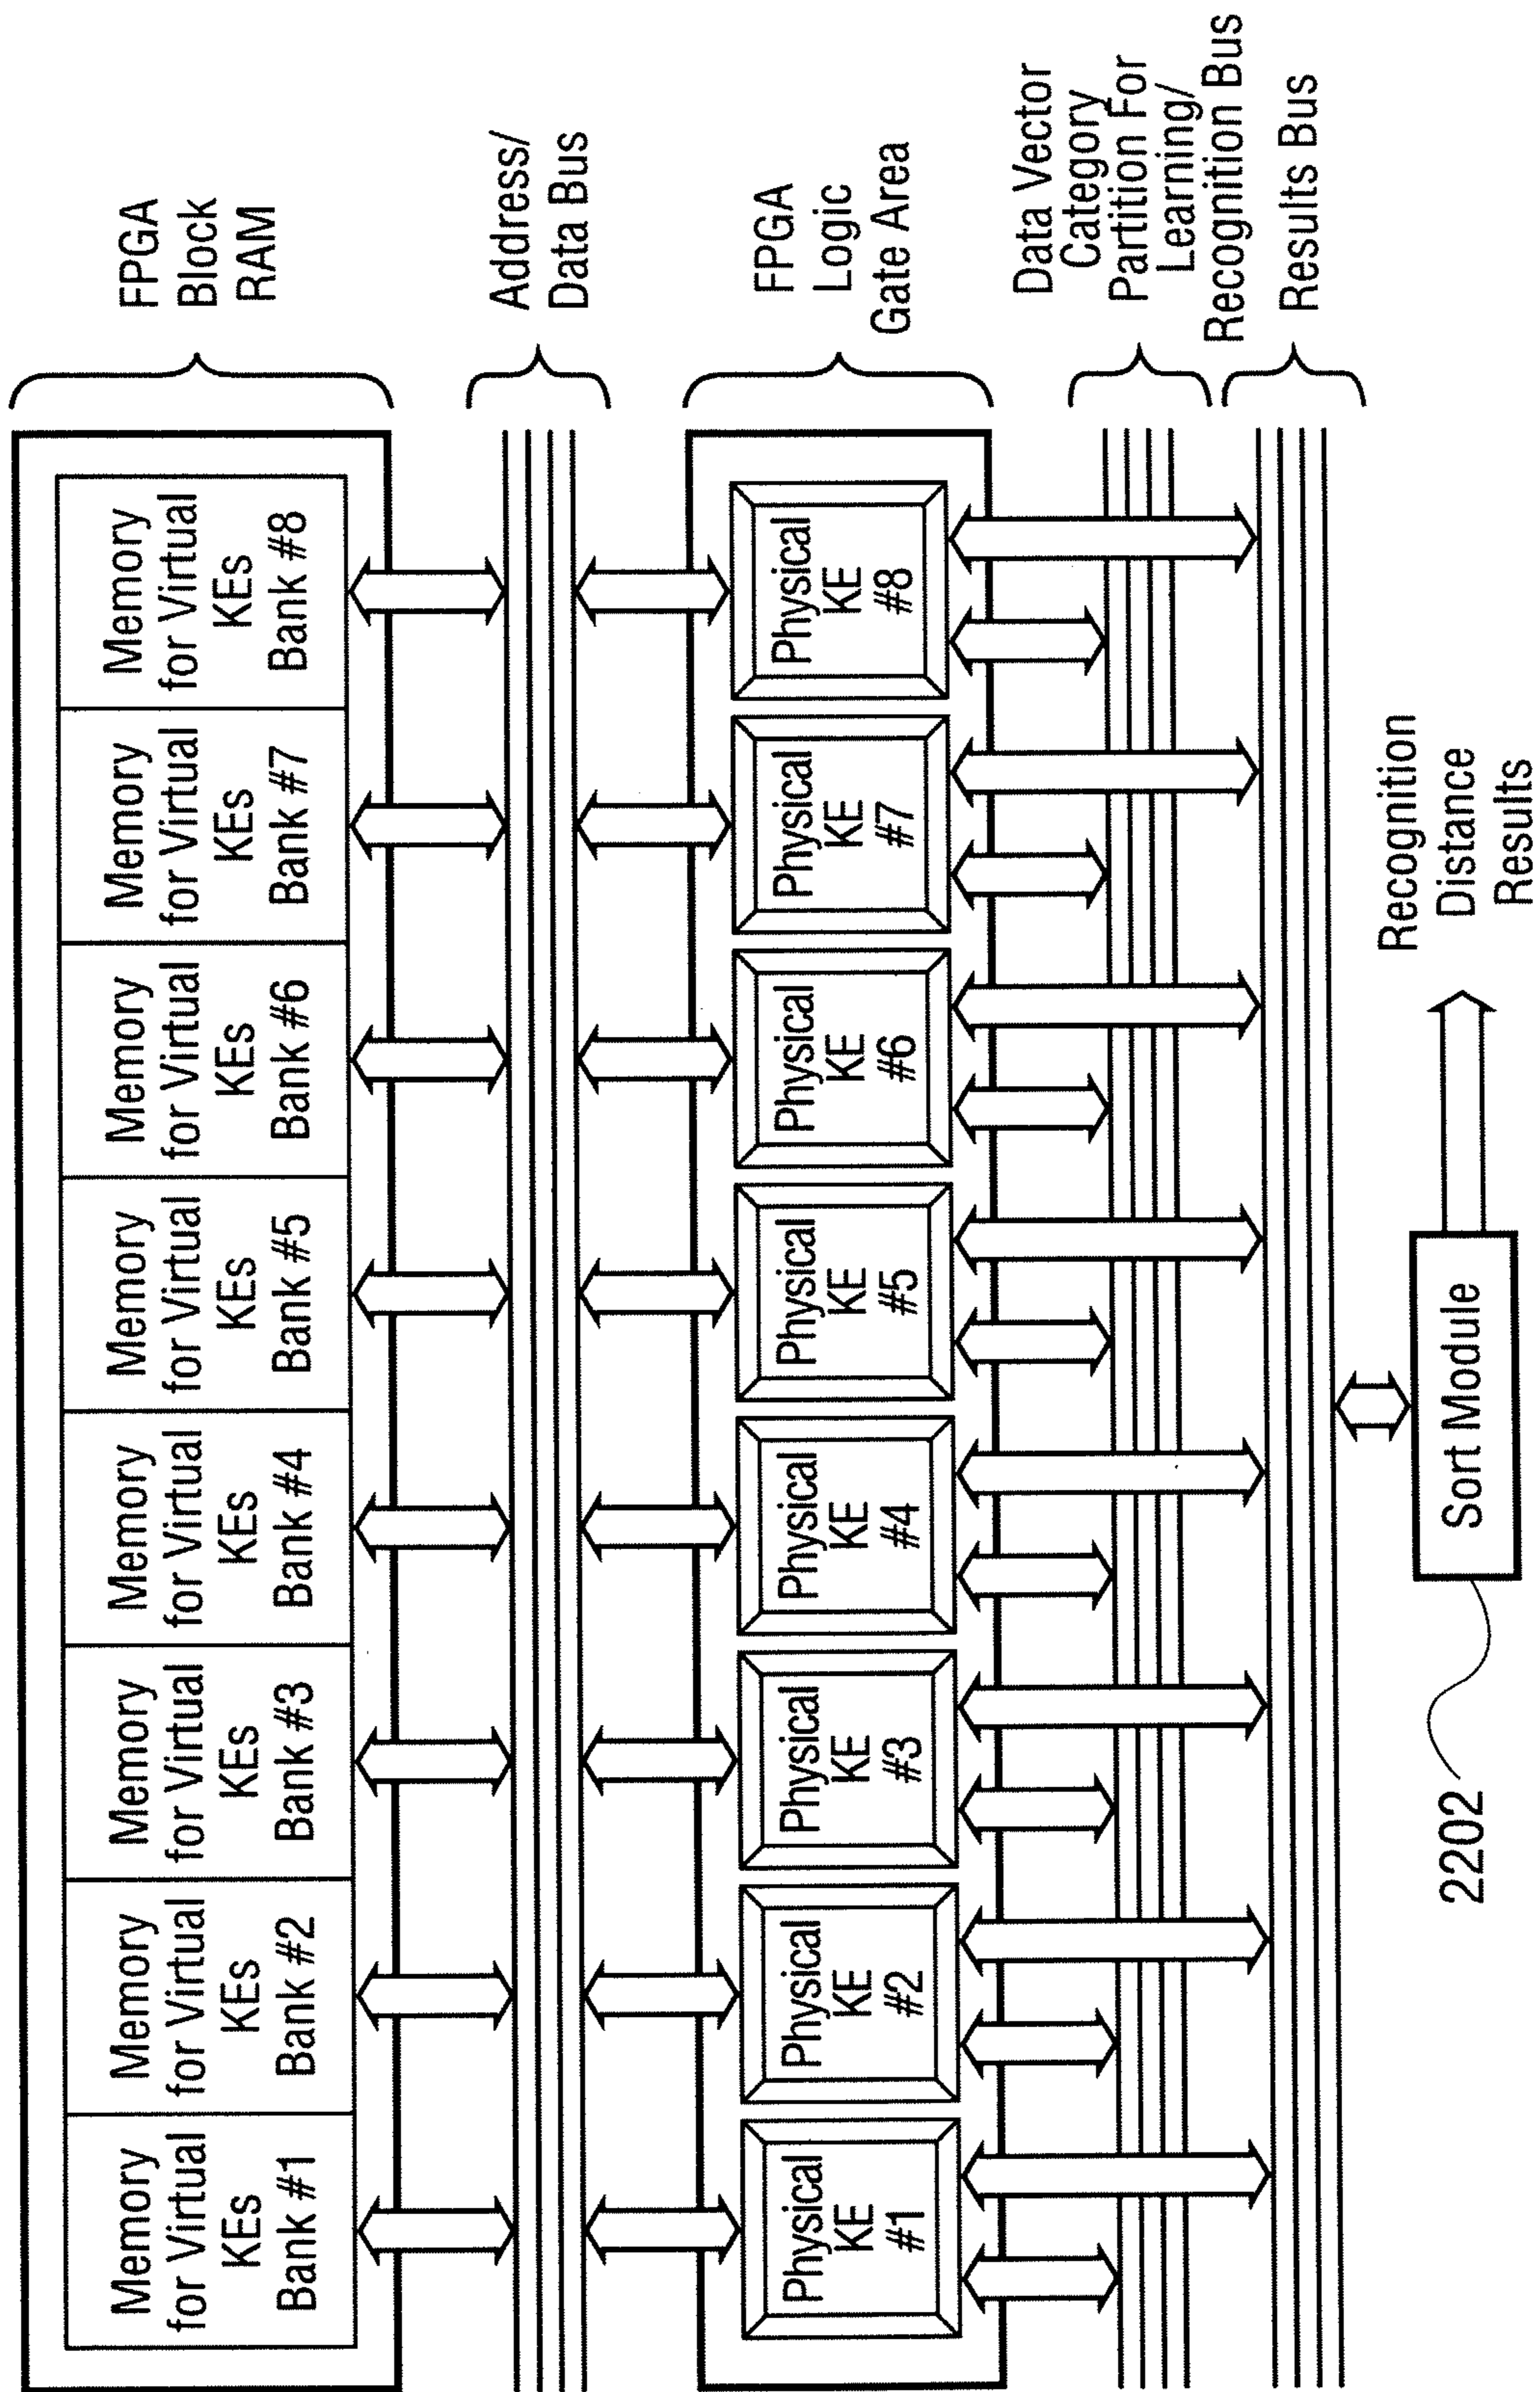 Memory
for Virtual
KEs
Bank #1
Memory
for Virtual
KEs
Bank #2
Memory
for Virtual
KEs
Bank #3
Memory
for Virtual
KEs
Bank #4
Memory
for Virtual
KEs
Bank #5
Memory
for Virtual
KEs
Bank #6
Memory
for Virtual
KEs
Bank #7
Memory
for Virtual
KEs
Bank #8
FPGA
Block
RAM
Address/
Data Bus
Physical
KE
#1
Physical
KE
#2
Physical
KE
#3
Physical
KE
#4
Physical
KE
#5
Physical
KE
#6
Physical
KE
#7
Physical
KE
#8
FPGA
Logic
Gate Area
Data Vector
Category
Partition For
Learning/
Recognition Bus
Results Bus
2202
Sort Module
Recognition
Distance
Results